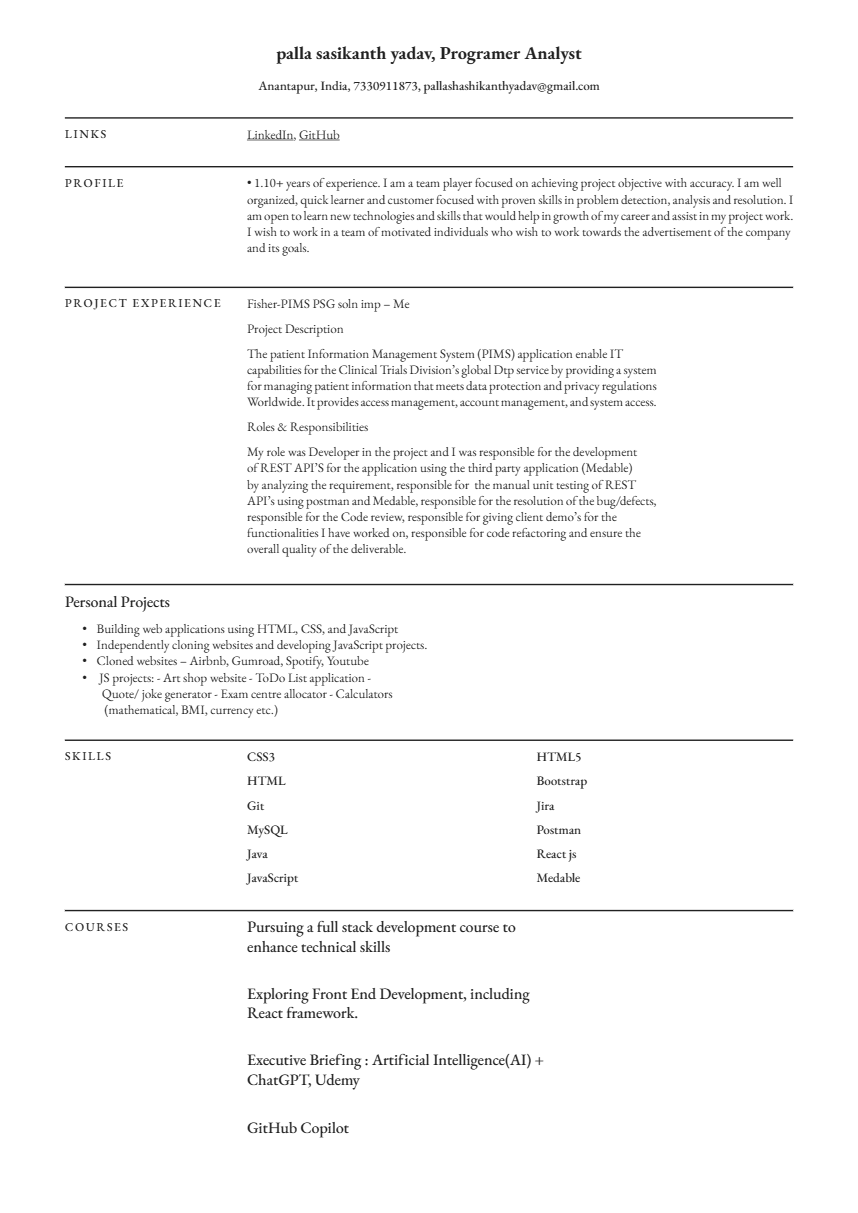 palla sasikanth yadav, Programer Analyst
Anantapur, India, 7330911873, pallashashikanthyadav@gmail.com
LINKS
LinkedIn, GitHub
PROFILE
• 1.10+ years of experience. I am a team player focused on achieving project objective with accuracy. I am well
organized, quick learner and customer focused with proven skills in problem detection, analysis and resolution. I
am open to learn new technologies and skills that would help in growth of my career and assist in my project work.
I wish to work in a team of motivated individuals who wish to work towards the advertisement of the company
and its goals.
PROJECT EXPERIENCE
Fisher-PIMS PSG soln imp – Me
Project Description
The patient Information Management System (PIMS) application enable IT
capabilities for the Clinical Trials Division's global Dtp service by providing a system
for managing patient information that meets data protection and privacy regulations
Worldwide. It provides access management, account management, and system access.
Roles & Responsibilities
My role was Developer in the project and I was responsible for the development
of REST API'S for the application using the third party application (Medable)
by analyzing the requirement, responsible for the manual unit testing of REST
API's using postman and Medable, responsible for the resolution of the bug/defects,
responsible for the Code review, responsible for giving client demo's for the
functionalities I have worked on, responsible for code refactoring and ensure the
overall quality of the deliverable.
Personal Projects
• Building web applications using HTML, CSS, and JavaScript
• Independently cloning websites and developing JavaScript projects.
• Cloned websites – Airbnb, Gumroad, Spotify, Youtube
• JS projects: - Art shop website - ToDo List application -
Quote/ joke generator - Exam centre allocator - Calculators
(mathematical, BMI, currency etc.)
SKILLS
CSS3
HTML5
HTML
Bootstrap
Git
Jira
MySQL
Postman
Java
React js
JavaScript
Medable
COURSES
Pursuing a full stack development course to
enhance technical skills
Exploring Front End Development, including
React framework.
Executive Briefing : Artificial Intelligence(AI) +
ChatGPT, Udemy
GitHub Copilot